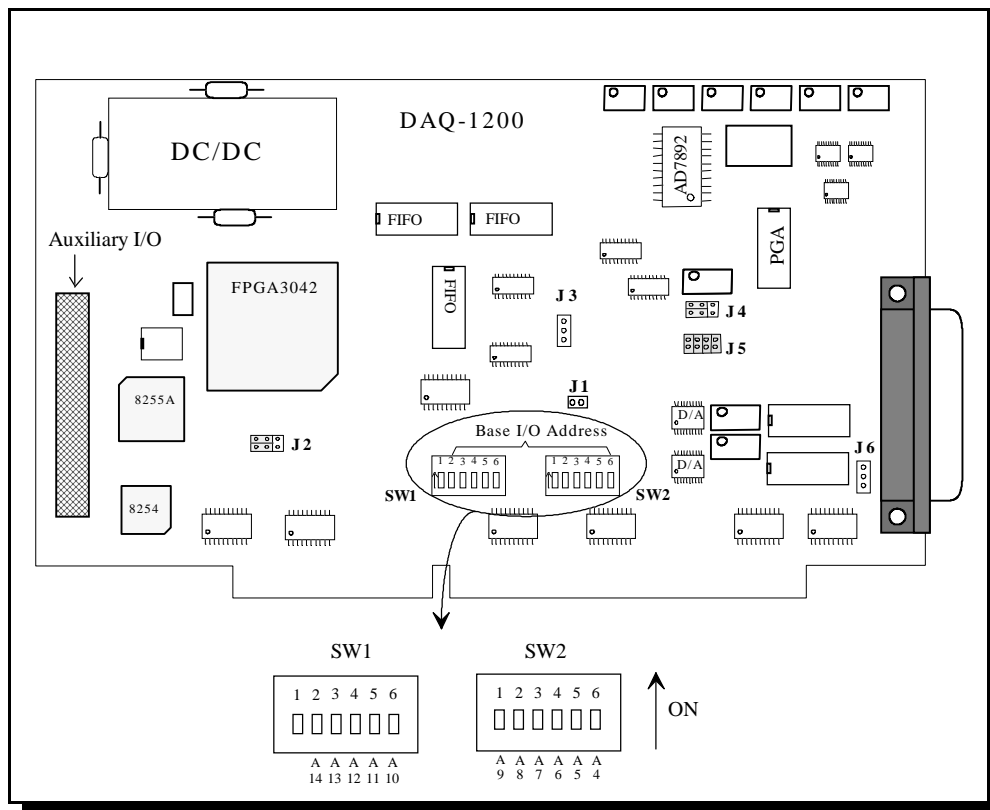 DAQ-1200
DC/DC
AD7892
FIFO
FIFO
PGA
Auxiliary I/O
FPGA3042
FIFO
J3
J4
J5
8255A
J1
D/A
Base I/O Address
J2
J6
1 2 3 4 5 6
1 2 3 4 5 6
D/A
SW1
SW2
8254
SW1
SW2
1 2 3 4 5 6
1 2 3 4 5 6
ON
A A A A A
14 13 12 11 10
A A A A A A
9 8 7 6 5 4